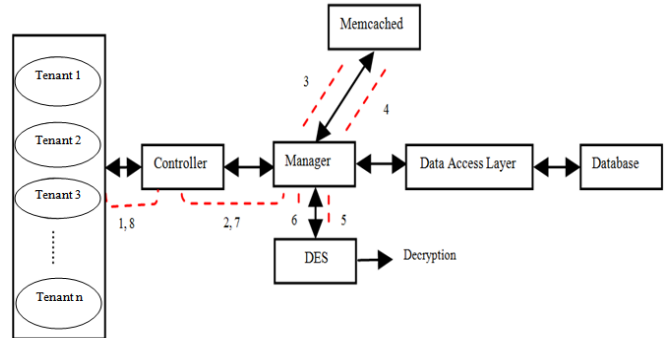 Memcached
Tenant 1
3
4
Tenant 2
Controller
Manager
Data Access Layer
Database
Tenant 3
1, 8
2, 7
6
5
DES
Decryption
Tenant n